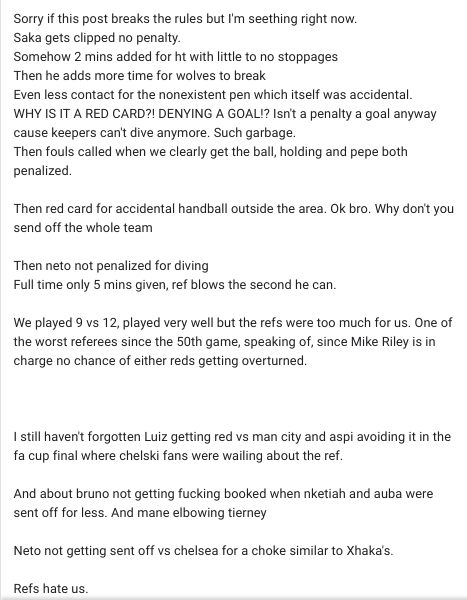 Sorry if this post breaks the rules but I'm seething right now.
Saka gets clipped no penalty.
Somehow 2 mins added for ht with little to no stoppages
Then he adds more time for wolves to break
Even less contact for the nonexistent pen which itself was accidental.
WHY IS IT A RED CARD?! DENYING A GOAL!? Isn't a penalty a goal anyway
cause keepers can't dive anymore. Such garbage.
Then fouls called when we clearly get the ball, holding and pepe both
penalized.
Then red card for accidental handball outside the area. Ok bro. Why don't you
send off the whole team
Then neto not penalized for diving
Full time only 5 mins given, ref blows the second he can.
We played 9 vs 12, played very well but the refs were too much for us. One of
the worst referees since the 50th game, speaking of, since Mike Riley is in
charge no chance of either reds getting overturned.
I still haven't forgotten Luiz getting red vs man city and aspi avoiding it in the
fa cup final where chelski fans were wailing about the ref.
And about bruno not getting fucking booked when nketiah and auba were
sent off for less. And mane elbowing tierney
Neto not getting sent off vs chelsea for a choke similar to Xhaka's.
Refs hate us.